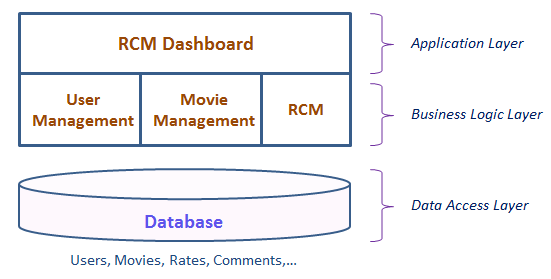 RCM Dashboard
Application Layer
User Management
Movie Management
RCM
Business Logic Layer
Database
Data Access Layer
Users, Movies, Rates, Comments,...